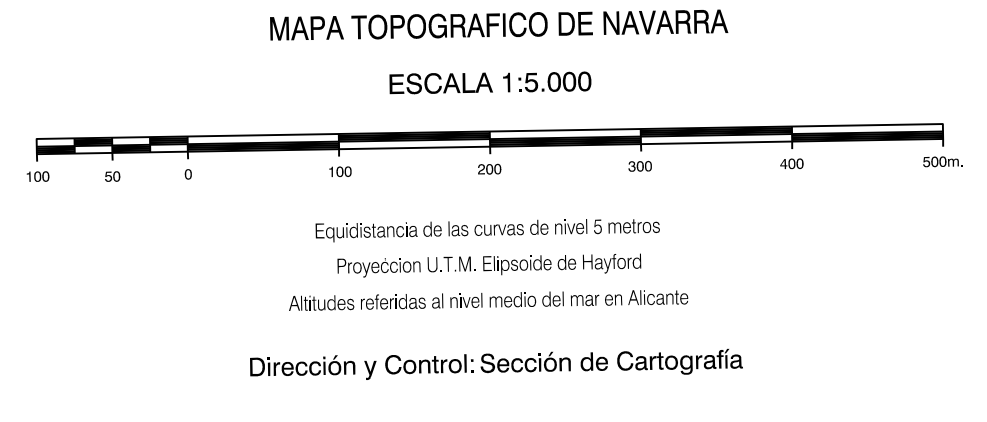 MAPA TOPOGRAFICO DE NAVARRA
ESCALA 1:5.000
100 50 0 100 200 300 400 500m.
Equidistancia de las curvas de nivel 5 metros
Proyeccion U.T.M. Elipsoide de Hayford
Altitudes referidas al nivel medio del mar en Alicante
Dirección y Control: Sección de Cartografía